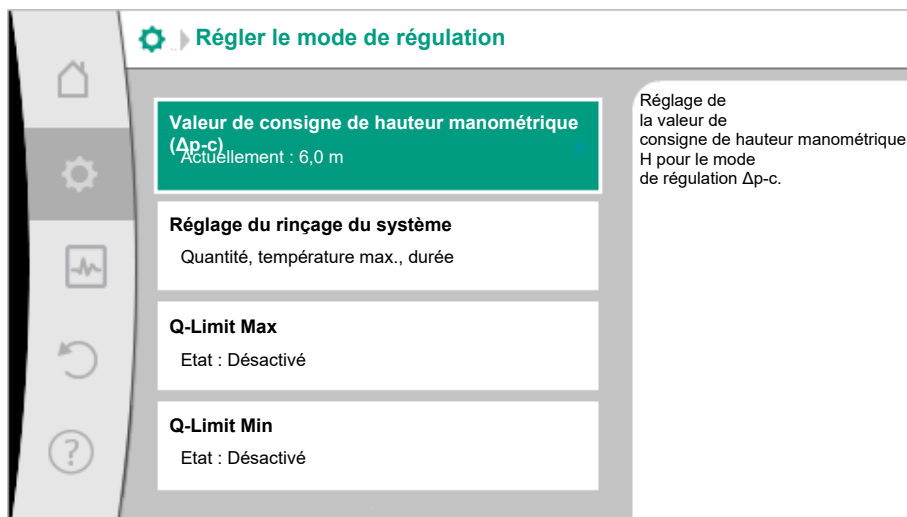 Régler le mode de régulation
Valeur de consigne de hauteur manométrique
(Δp-c)
Actuellement : 6,0 m
Réglage du rinçage du système
Quantité, température max., durée
Q-Limit Max
Etat : Désactivé
Q-Limit Min
Etat : Désactivé
Réglage de
la valeur de
consigne de hauteur manométrique
H pour le mode
de régulation Δp-c.
?